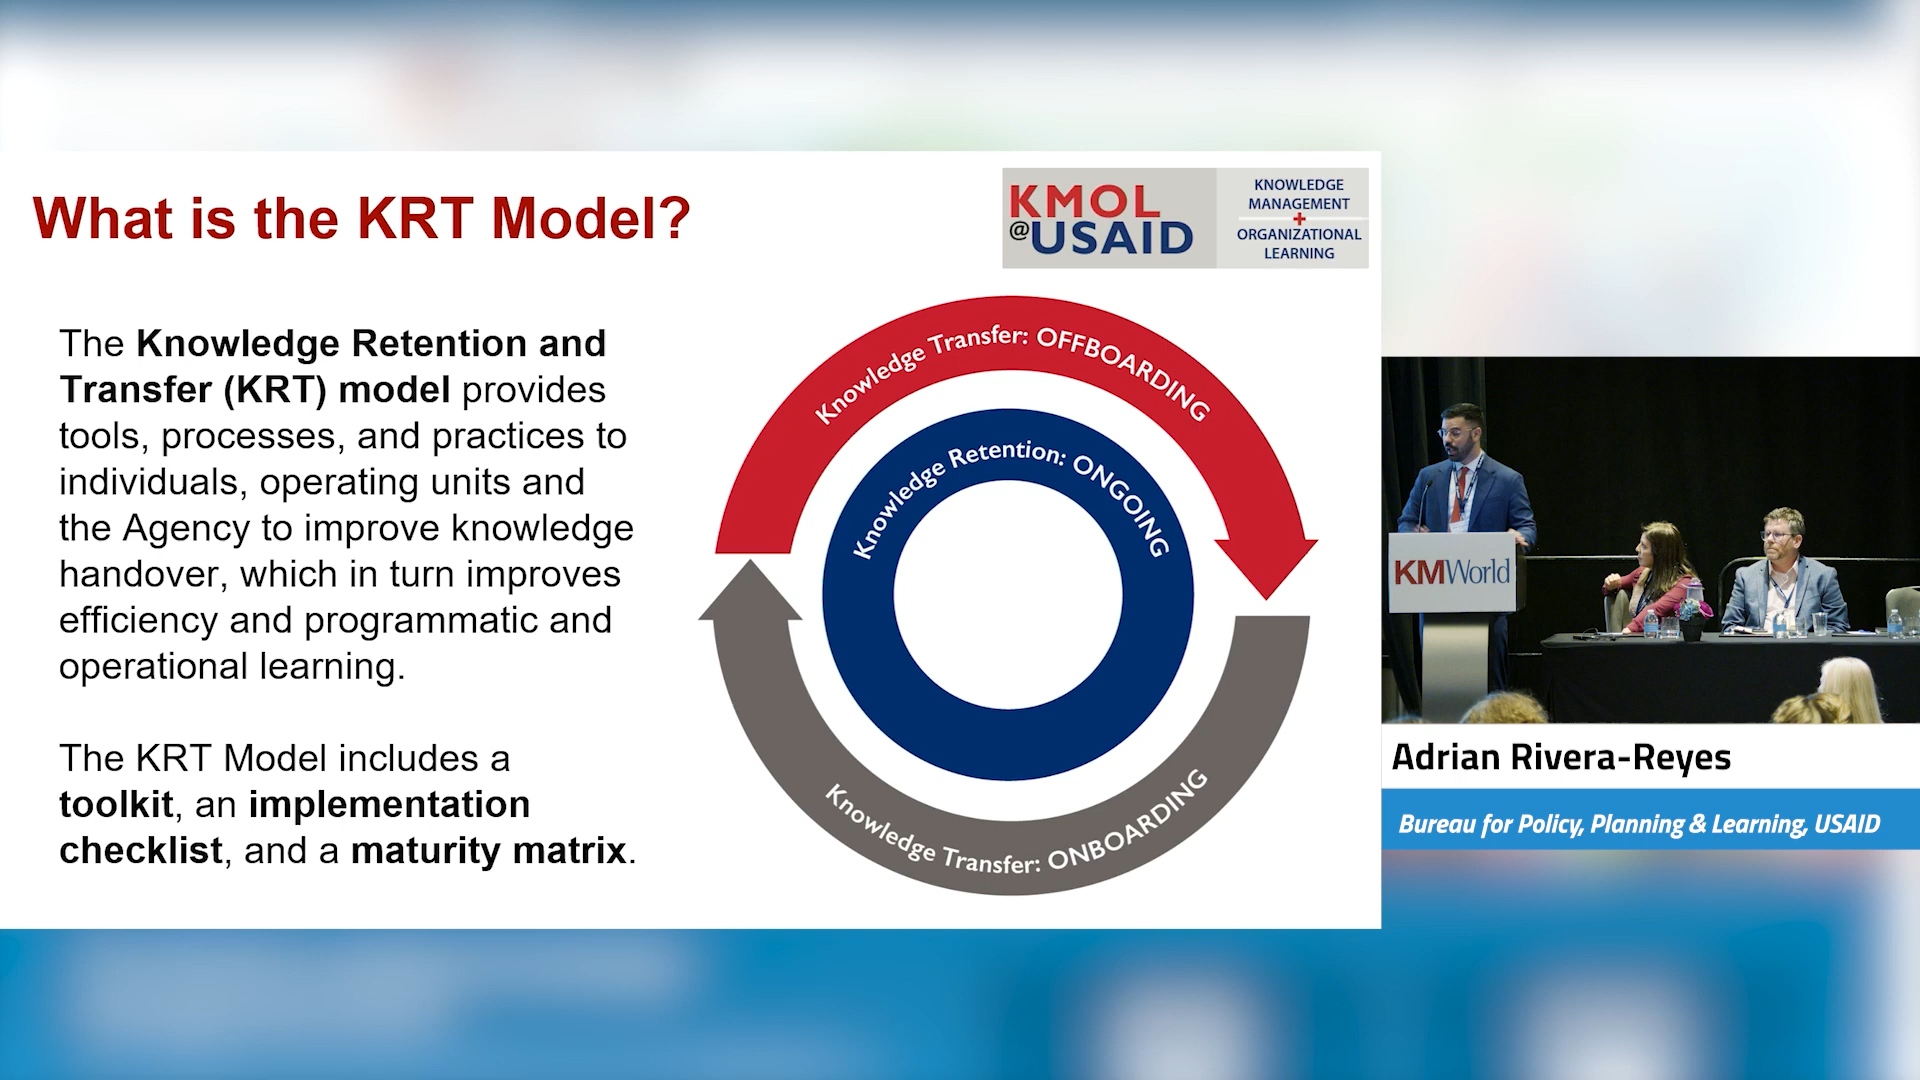 What is the KRT Model?
KMOL
@USAID
KNOWLEDGE
MANAGEMENT
+
ORGANIZATIONAL
LEARNING
The Knowledge Retention and
Transfer (KRT) model provides
tools, processes, and practices to
individuals, operating units and
the Agency to improve knowledge
handover, which in turn improves
efficiency and programmatic and
operational learning.
The KRT Model includes a
toolkit, an implementation
checklist, and a maturity matrix.
Knowledge Transfer: OFFBOARDING
Knowledge Retention: ONGOING
Knowledge Transfer: ONBOARDING
KMWorld
Adrian Rivera-Reyes
Bureau for Policy, Planning & Learning, USAID